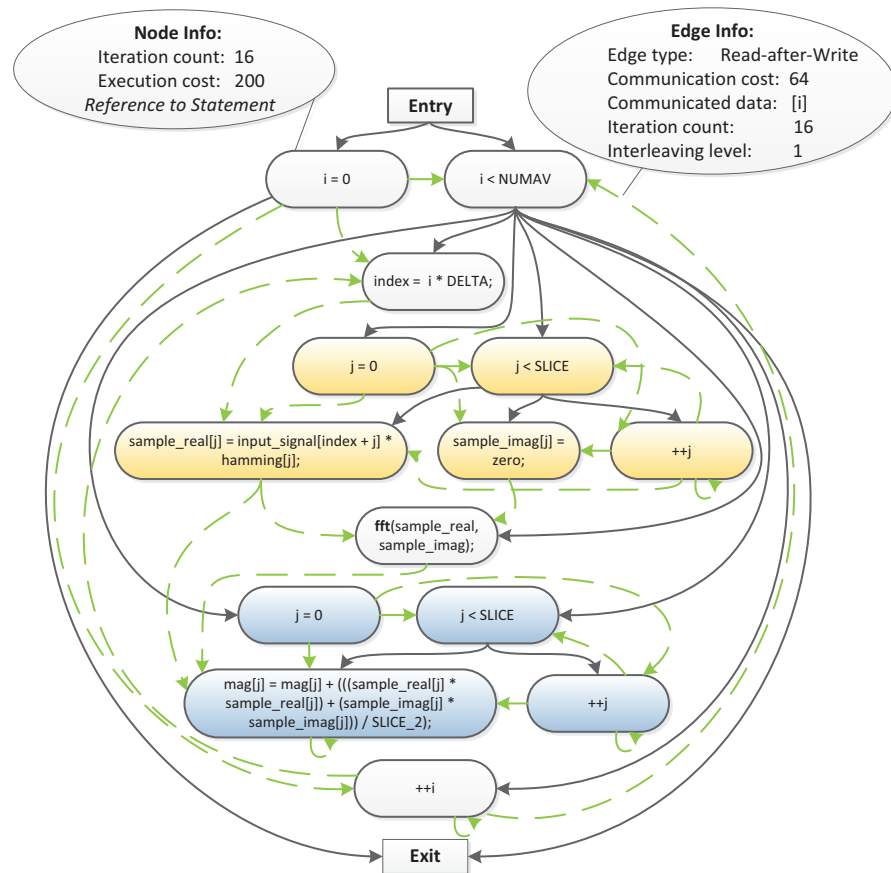 Node Info:
Iteration count: 16
Execution cost: 200
Reference to Statement
Edge Info:
Edge type: Read-after-Write
Communication cost: 64
Communicated data: [i]
Iteration count: 16
Interleaving level: 1
Entry
i = 0
i < NUMAV
index = i * DELTA;
j = 0
j < SLICE
sample_real[j] = input_signal[index + j] *
hamming[j];
sample_imag[j] =
zero;
++j
fft(sample_real,
sample_imag);
j = 0
j < SLICE
mag[j] = mag[j] + (((sample_real[j] *
sample_real[j]) + (sample_imag[j] *
sample_imag[j])) / SLICE_2);
++j
++i
Exit